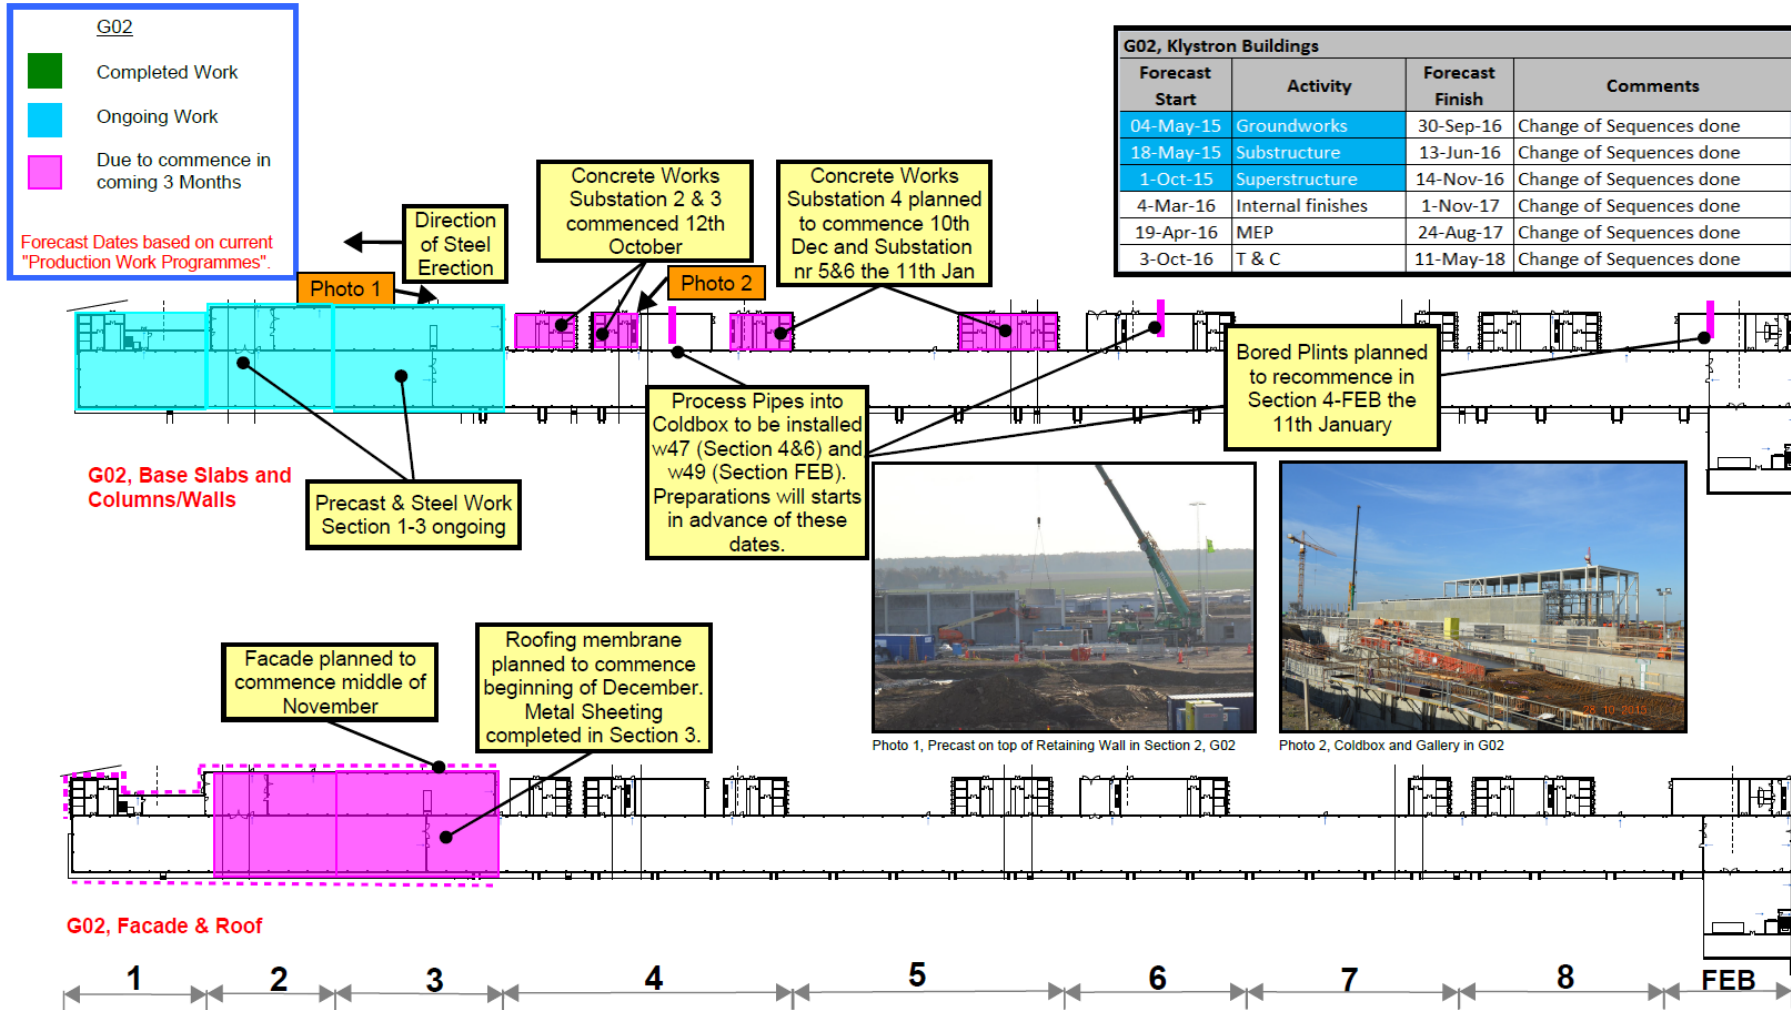 G02
Completed Work
Ongoing Work
Due to commence in
coming 3 Months
Forecast Dates based on current
"Production Work Programmes".
G02, Klystron Buildings
Forecast Start Activity Forecast Finish Comments
04-May-15 Groundworks 30-Sep-16 Change of Sequences done
18-May-15 Substructure 13-Jun-16 Change of Sequences done
1-Oct-15 Superstructure 14-Nov-16 Change of Sequences done
4-Mar-16 Internal finishes 1-Nov-17 Change of Sequences done
19-Apr-16 MEP 24-Aug-17 Change of Sequences done
3-Oct-16 T & C 11-May-18 Change of Sequences done
Direction
of Steel
Erection
Concrete Works
Substation 2 & 3
commenced 12th
October
Concrete Works
Substation 4 planned
to commence 10th
Dec and Substation
nr 5&6 the 11th Jan
Photo 1
Photo 2
Bored Plints planned
to recommence in
Section 4-FEB the
11th January
Process Pipes into
Coldbox to be installed
w47 (Section 4&6) and
w49 (Section FEB).
Preparations will starts
in advance of these
dates.
G02, Base Slabs and
Columns/Walls
Precast & Steel Work
Section 1-3 ongoing
28 10 2015
Photo 1, Precast on top of Retaining Wall in Section 2, G02
Photo 2, Coldbox and Gallery in G02
Facade planned to
commence middle of
November
Roofing membrane
planned to commence
beginning of December.
Metal Sheeting
completed in Section 3.
G02, Facade & Roof
1 2 3 4 5 6 7 8 FEB